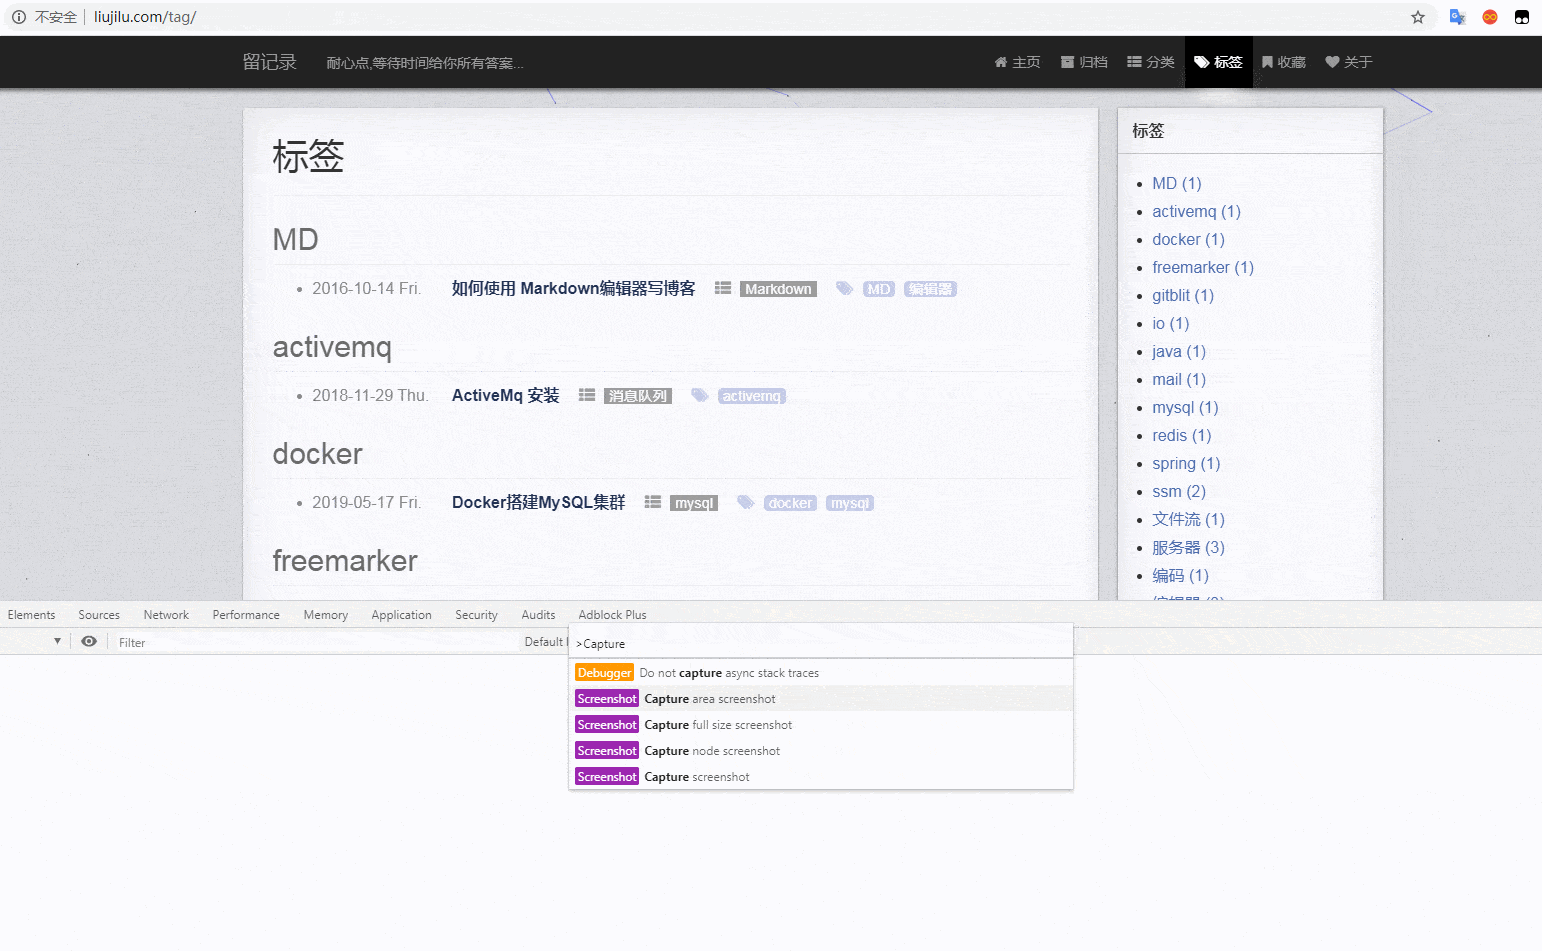 不安全 liujilu.com/tag/
留记录 耐心点,等待时间给你所有答案... 主页 归档 分类 标签 收藏 关于
标签
MD
2016-10-14 Fri. 如何使用 Markdown编辑器写博客 Markdown MD 编辑器
activemq
2018-11-29 Thu. ActiveMq 安装 消息队列 activemq
docker
2019-05-17 Fri. Docker搭建MySQL集群 mysql docker mysql
freemarker
标签
MD (1)
activemq (1)
docker (1)
freemarker (1)
gitblit (1)
io (1)
java (1)
mail (1)
mysql (1)
redis (1)
spring (1)
ssm (2)
文件流 (1)
服务器 (3)
编码 (1)
Elements Sources Network Performance Memory Application Security Audits Adblock Plus
Filter Default
>Capture
Debugger Do not capture async stack traces
Screenshot Capture area screenshot
Screenshot Capture full size screenshot
Screenshot Capture node screenshot
Screenshot Capture screenshot